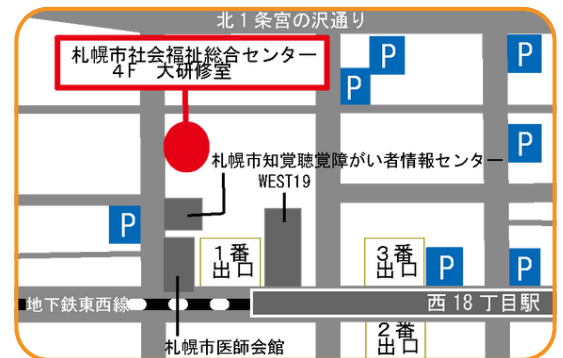 北1条宮の沢通り
札幌市社会福祉総合センター
4F 大研修室
P
P
P
P
札幌市知覚聴覚障がい者情報センター
WEST19
P
1番
出口
3番
出口
P
P
地下鉄東西線
西18丁目駅
2番
出口
札幌市医師会館